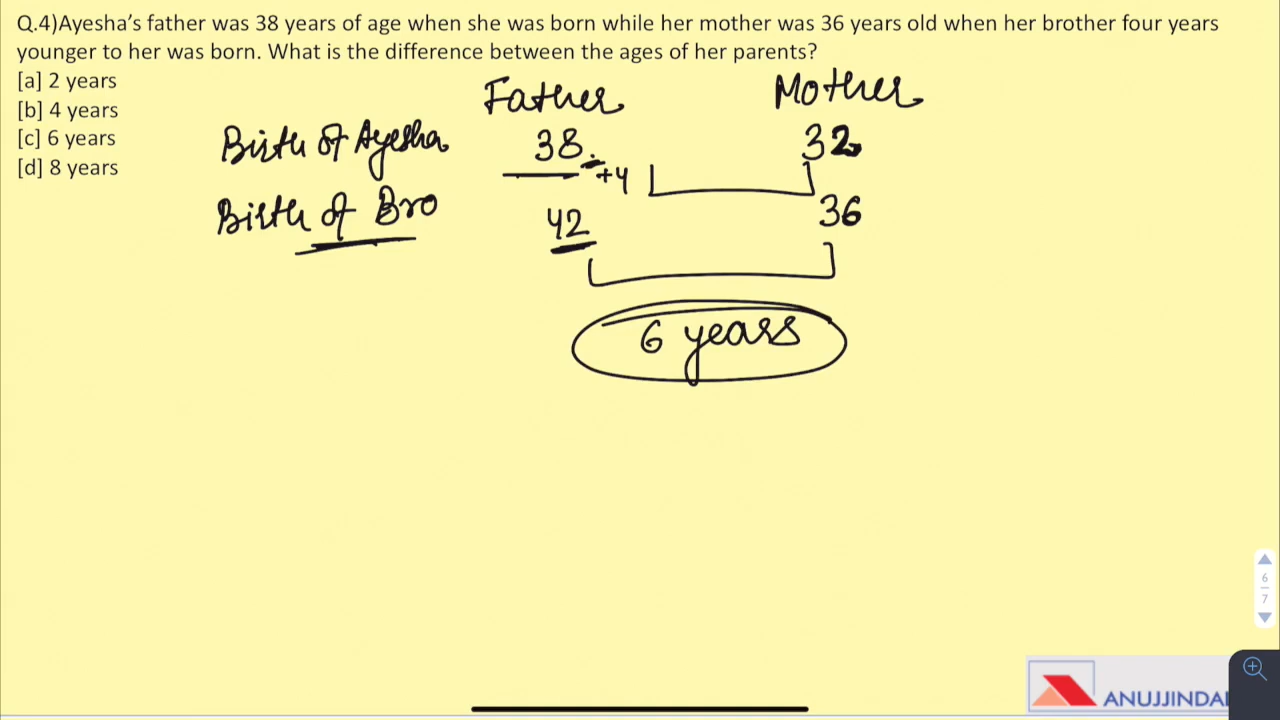 Q.4)Ayesha’s father was 38 years of age when she was born while her mother was 36 years old when her brother four years
younger to her was born. What is the difference between the ages of her parents?
[a] 2 years
[b] 4 years
[c] 6 years
[d] 8 years
Father Mother
Birth of Ayesha 38 32
+4
Birth of Bro 42 36
6 years
6
7
ANUJJINDAL